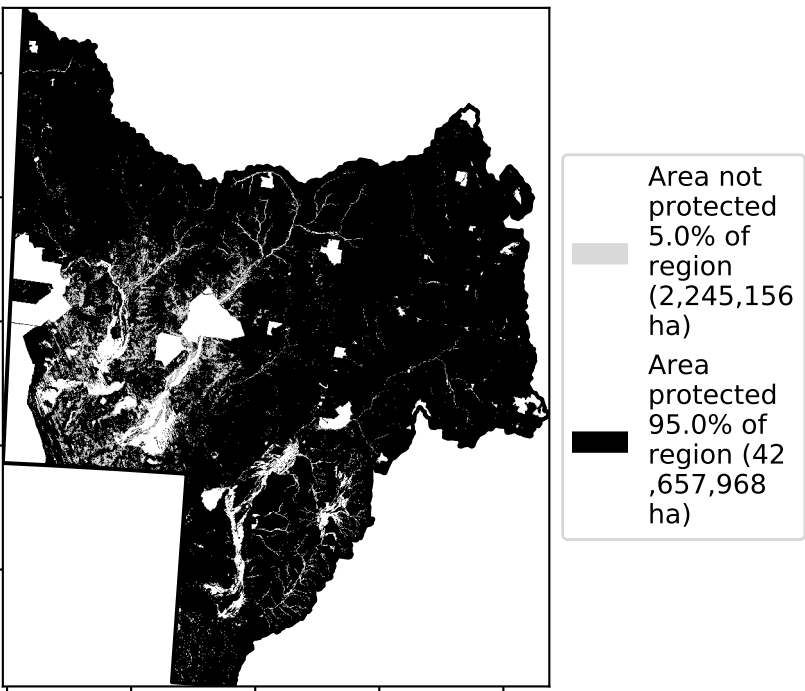 Area not
protected
5.0% of
region
(2,245,156
ha)
Area
protected
95.0% of
region (42
,657,968
ha)